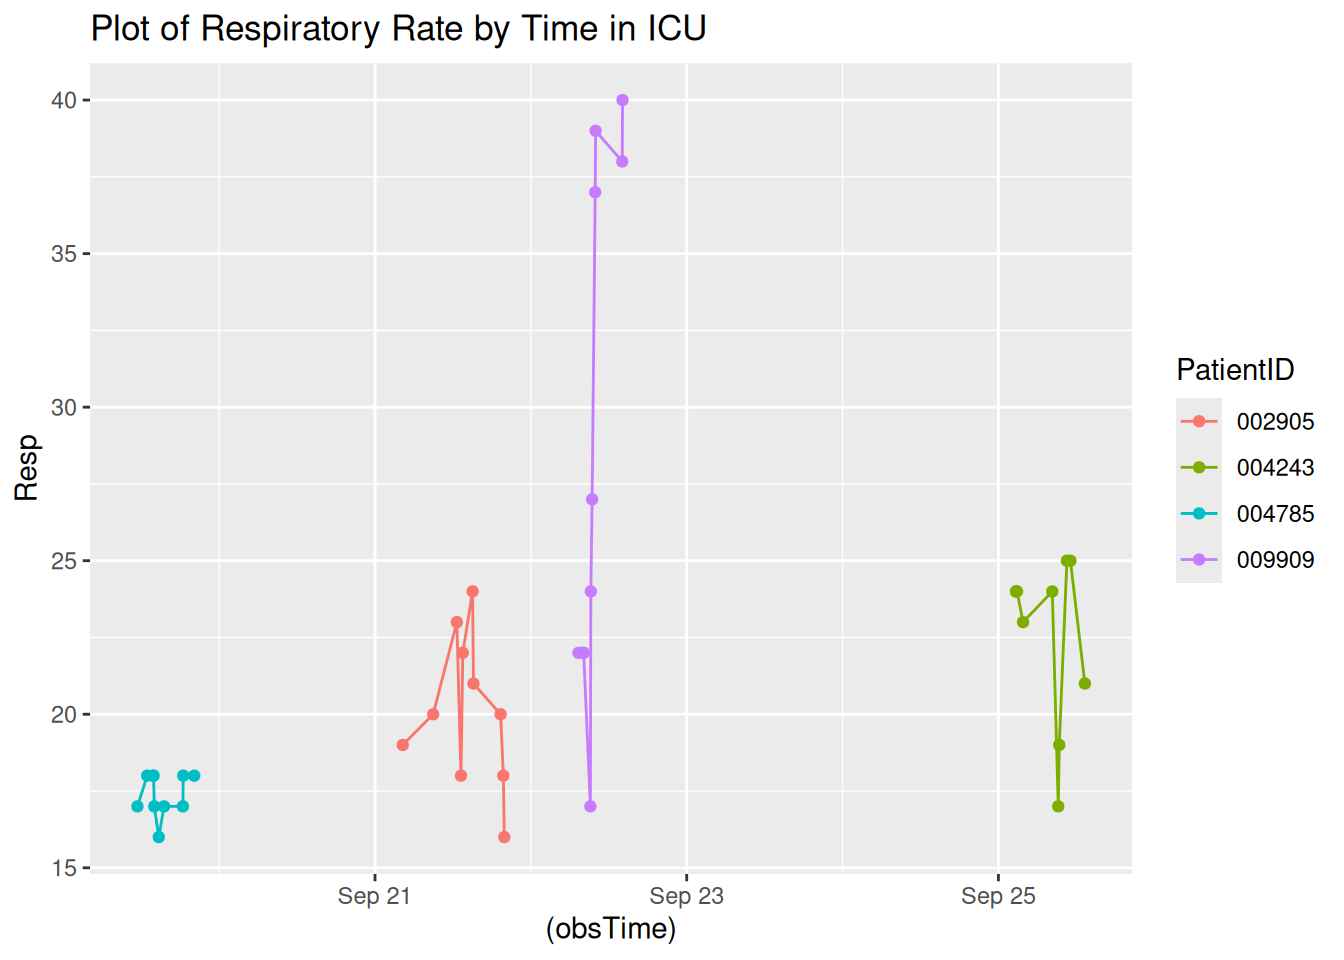 Plot of Respiratory Rate by Time in ICU
40
35
30
25
20
15
Resp
Sep 21
Sep 23
Sep 25
(obsTime)
PatientID
002905
004243
004785
009909